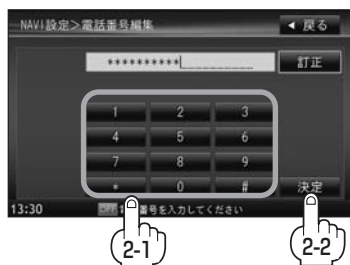 NAVI設定＞電話番号編集 ◀ 戻る
**********_ 訂正
1 2 3
4 5 6
7 8 9
* 0 #
決定
13:30 番号を入力してください
2-1 2-2